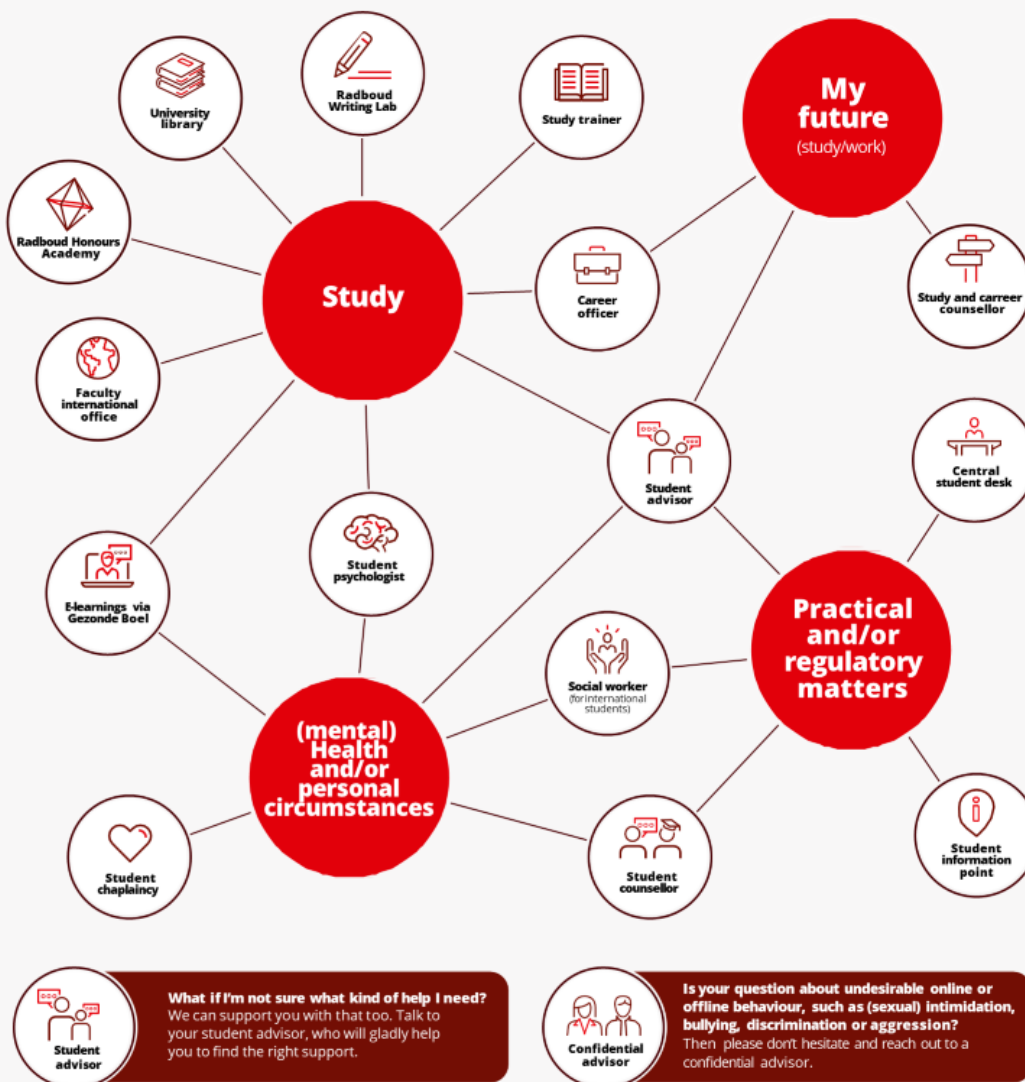 University
library
Radboud
Writing Lab
Study trainer
My
future
(study/work)
Radboud Honours
Academy
Study
Career
officer
Study and carreer
counsellor
Faculty
international
office
Student
advisor
Central
student desk
E-learnings via
Gezonde Boel
Student
psychologist
Social worker
(for international
students)
Practical
and/or
regulatory
matters
(mental)
Health
and/or
personal
circumstances
Student
chaplaincy
Student
counsellor
Student
information
point
Student
advisor
What if I'm not sure what kind of help I need?
We can support you with that too. Talk to
your student advisor, who will gladly help
you to find the right support.
Confidential
advisor
Is your question about undesirable online or
offline behaviour, such as (sexual) intimidation,
bullying, discrimination or aggression?
Then please don't hesitate and reach out to a
confidential advisor.